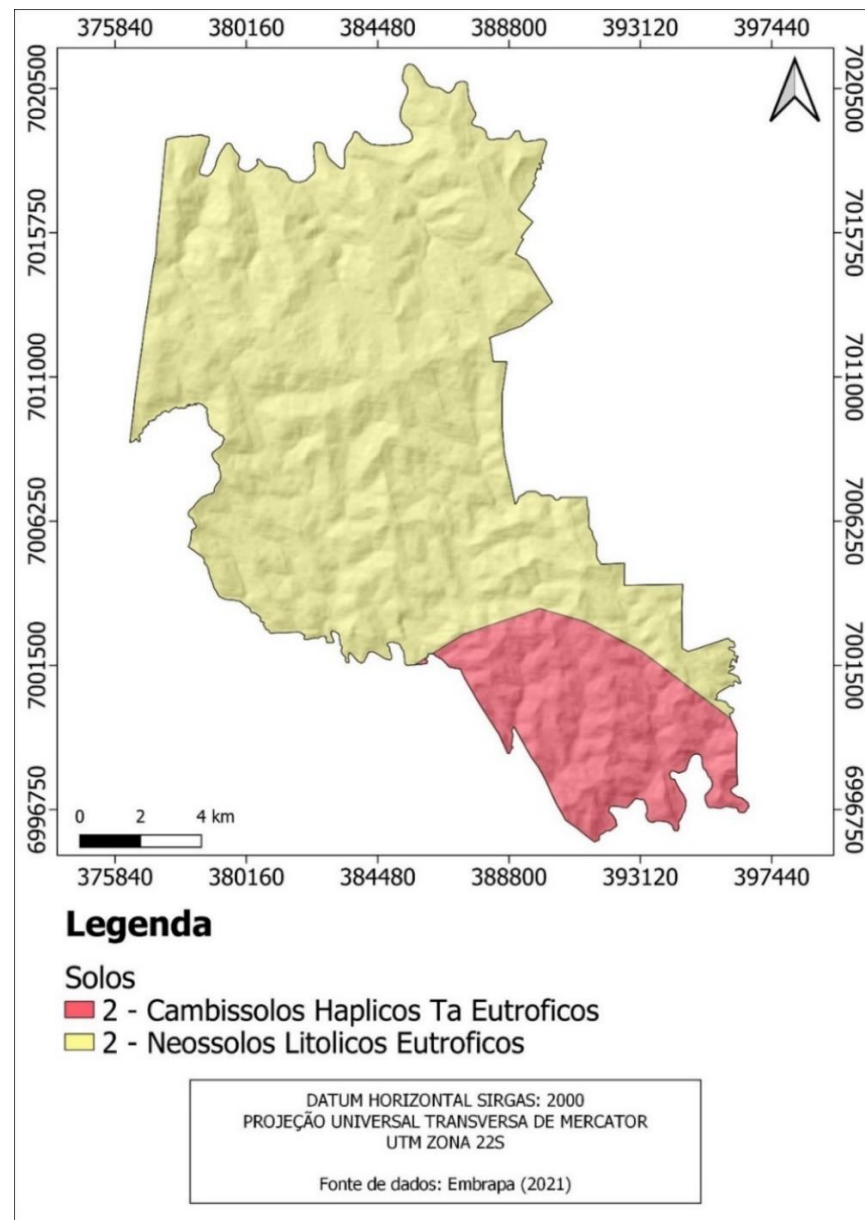 375840 380160 384480 388800 393120 397440
7020500 7020500
7015750 7015750
7011000 7011000
7006250 7006250
7001500 7001500
6996750 6996750
0 2 4 km
375840 380160 384480 388800 393120 397440
Legenda
Solos
2 - Cambissolos Haplicos Ta Eutroficos
2 - Neossolos Litolicos Eutroficos
DATUM HORIZONTAL SIRGAS: 2000
PROJEÇÃO UNIVERSAL TRANSVERSA DE MERCATOR
UTM ZONA 22S
Fonte de dados: Embrapa (2021)